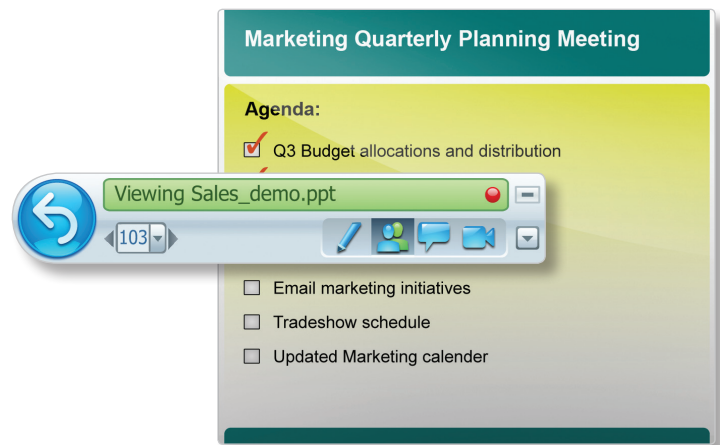 Marketing Quarterly Planning Meeting
Agenda:
Q3 Budget allocations and distribution
Viewing Sales_demo.ppt
103
Email marketing initiatives
Tradeshow schedule
Updated Marketing calender